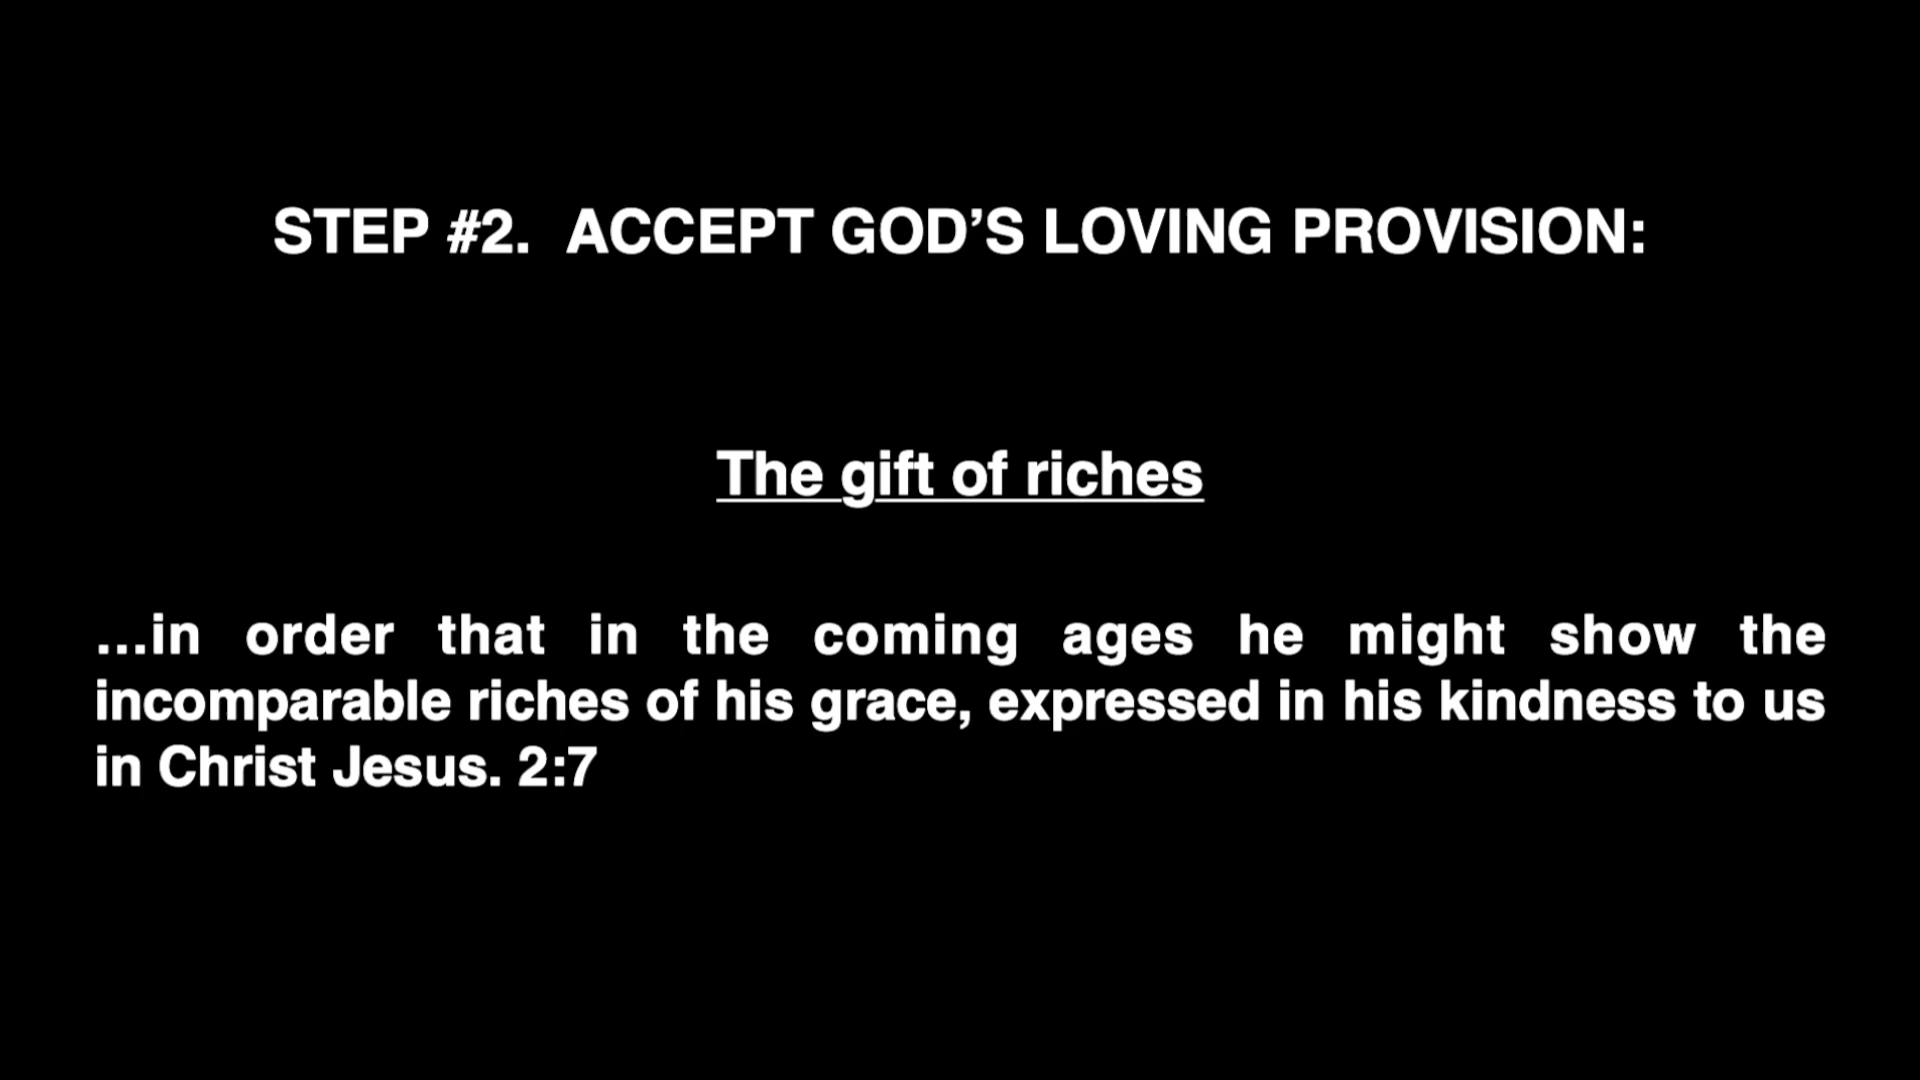 STEP #2.  ACCEPT GOD’S LOVING PROVISION:
The gift of riches
...in order that in the coming ages he might show the
incomparable riches of his grace, expressed in his kindness to us
in Christ Jesus. 2:7